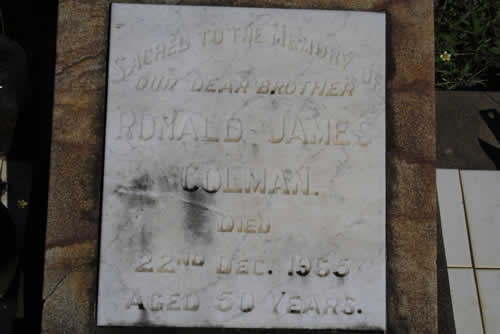 SACRED TO THE MEMORY OF
OUR DEAR BROTHER
RONALD JAMES
COLMAN.
DIED
22ND DEC. 1965
AGED 50 YEARS.